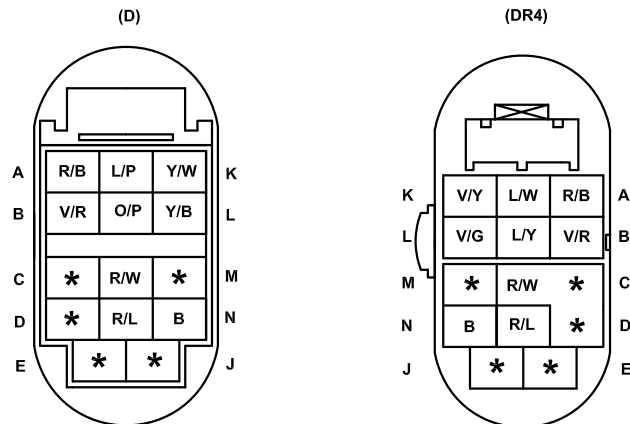 (D) (DR4)
A R/B L/P Y/W K
B V/R O/P Y/B L
C * R/W * M
D * R/L B N
E * * J
K V/Y L/W R/B A
L V/G L/Y V/R B
M * R/W * C
N B R/L * D
J * * E